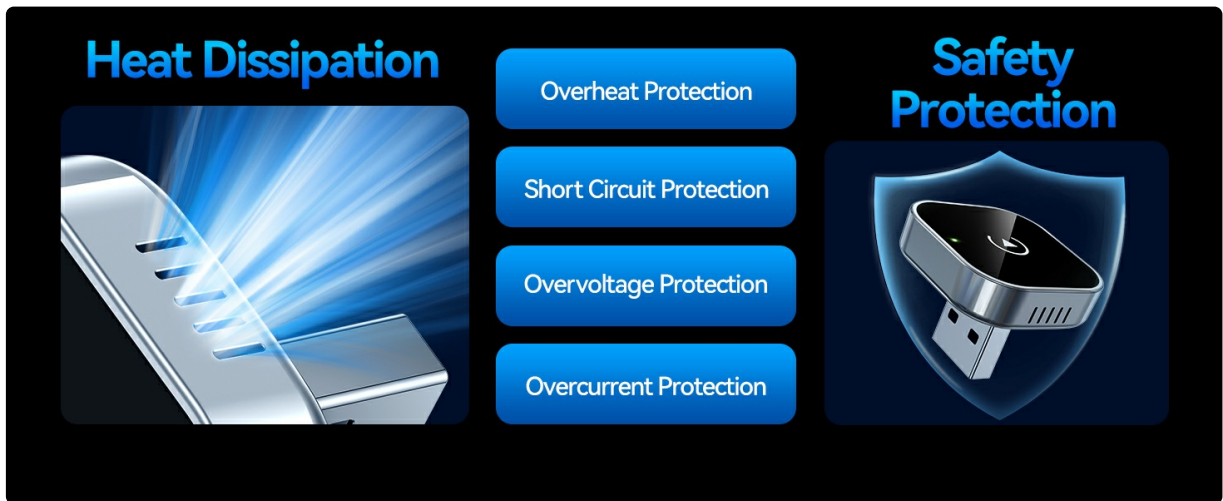 Heat Dissipation
Overheat Protection
Short Circuit Protection
Overvoltage Protection
Overcurrent Protection
Safety
Protection